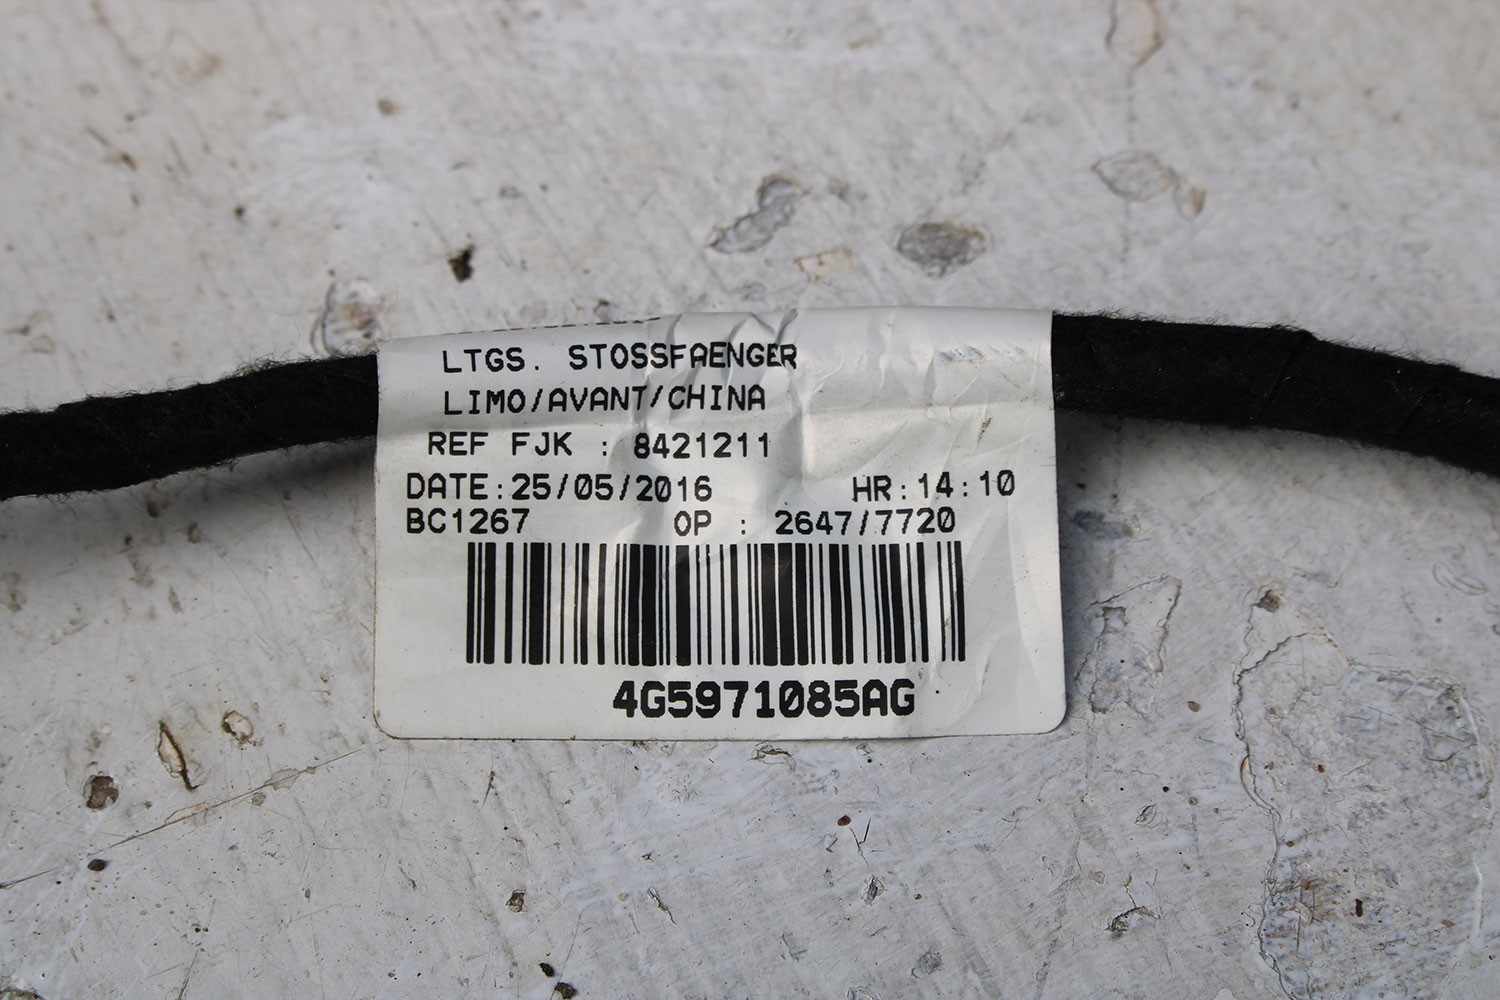 LTGS. STOSSFAENGER
LIMO/AVANT/CHINA
REF FJK : 8421211
DATE:25/05/2016 HR:14:10
BC1267 OP : 2647/7720
4G5971085AG